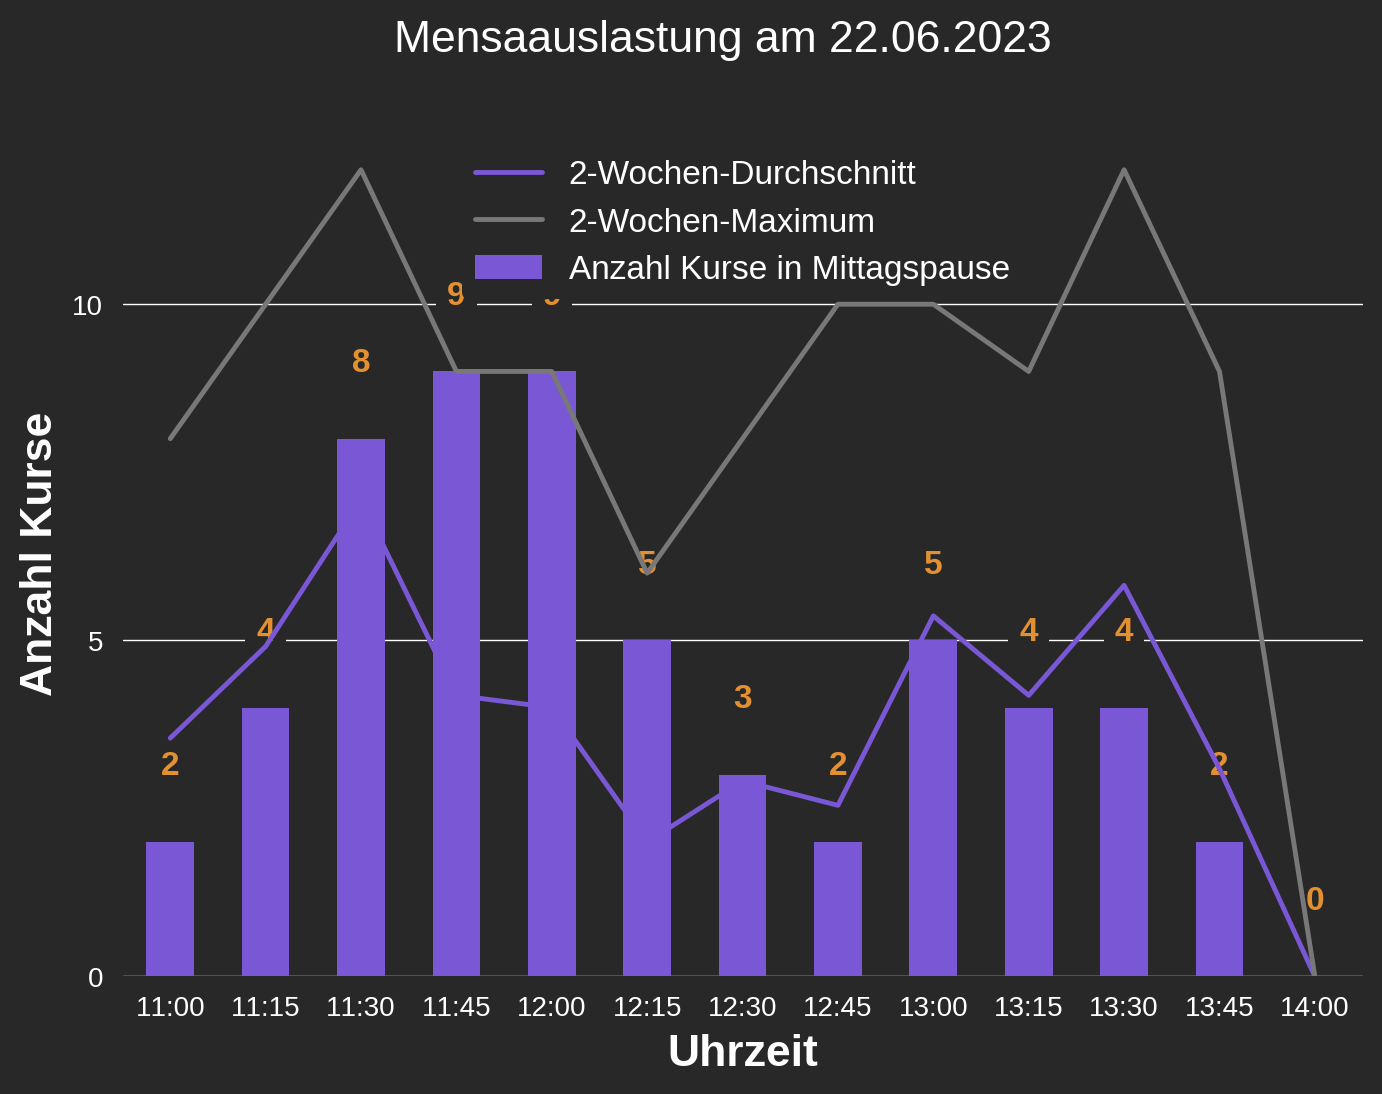 Mensaauslastung am 22.06.2023
2-Wochen-Durchschnitt
2-Wochen-Maximum
Anzahl Kurse in Mittagspause
Anzahl Kurse
10
5
0
2
4
8
9
5
3
2
5
4
4
2
0
11:00 11:15 11:30 11:45 12:00 12:15 12:30 12:45 13:00 13:15 13:30 13:45 14:00
Uhrzeit